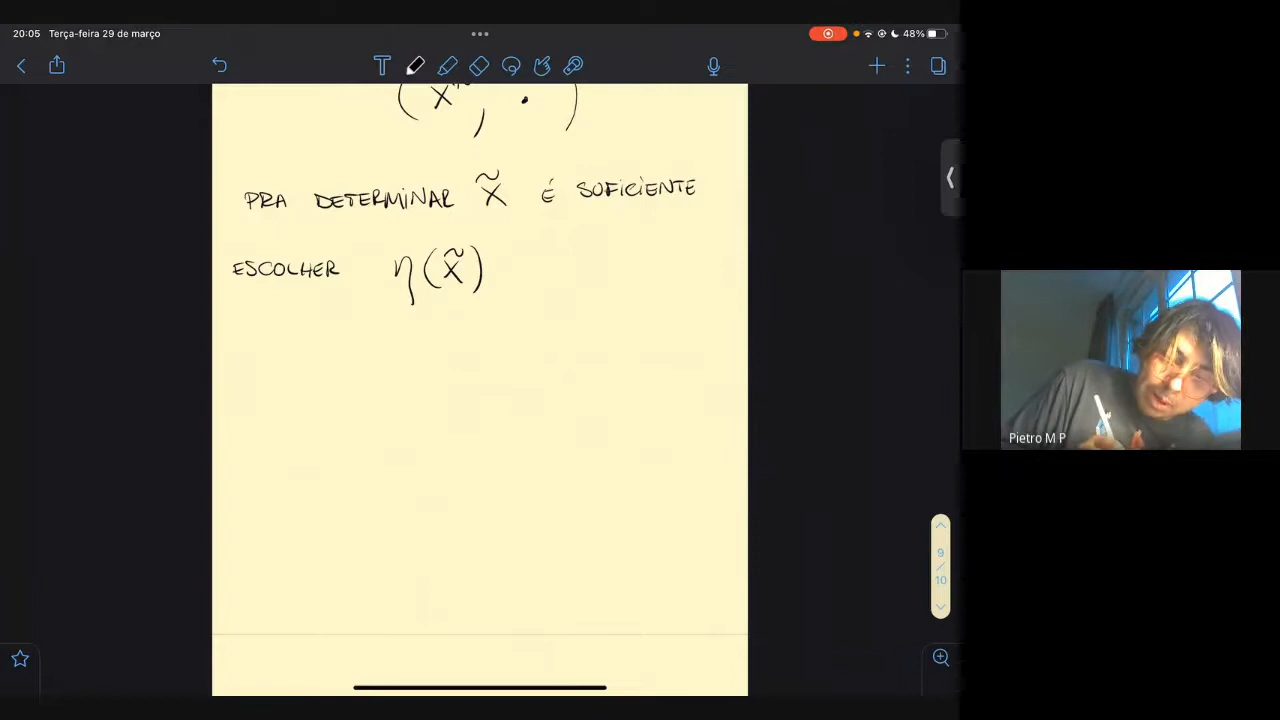 20:05 Terça-feira 29 de março
48%
PRA DETERMINAR x̃ É SUFICIENTE
ESCOLHER η(x̃)
Pietro M P
9
/
10